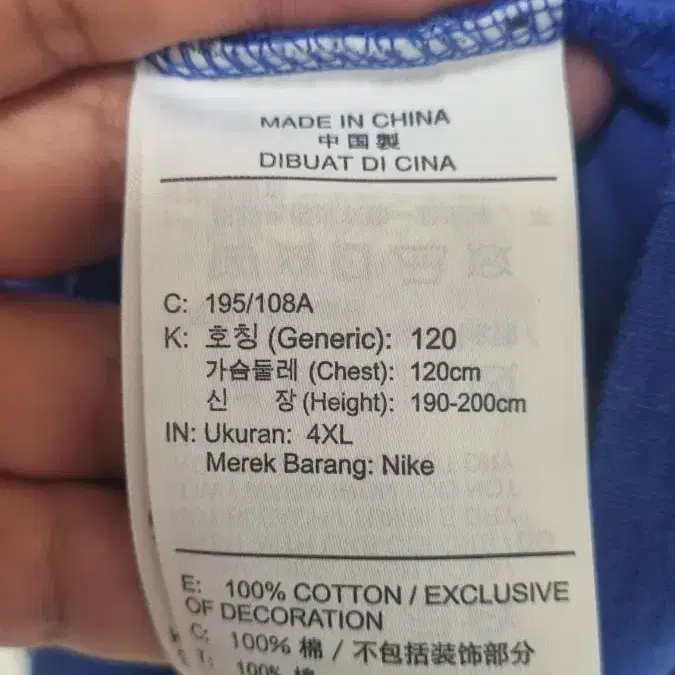 MADE IN CHINA
中国製
DIBUAT DI CINA
C: 195/108A
K: 호칭 (Generic): 120
가슴둘레 (Chest): 120cm
신 장 (Height): 190-200cm
IN: Ukuran: 4XL
Merek Barang: Nike
E: 100% COTTON / EXCLUSIVE
OF DECORATION
C: 100% 棉 / 不包括装饰部分
T: 100% 棉